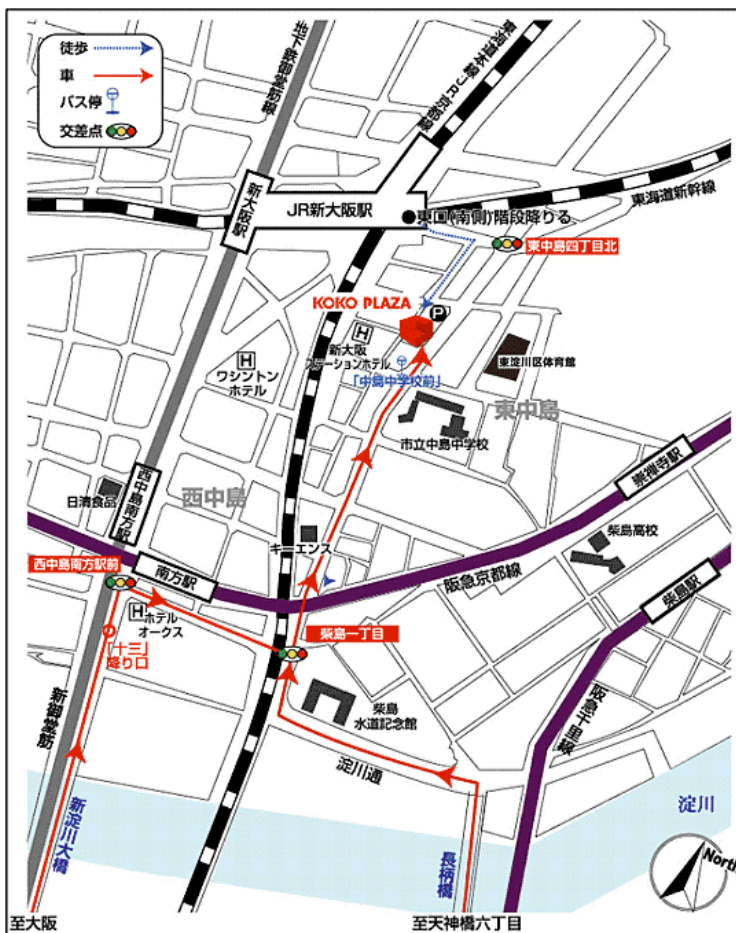 徒歩
車
バス停
交差点
地下鉄御堂筋線
東海道本線JR京都線
新大阪駅
JR新大阪駅
●東口(南側)階段降りる
東海道新幹線
東中島四丁目北
KOKO PLAZA
P
H
新大阪
ステーションホテル
H
ワシントン
ホテル
「中島中学校前」
東淀川区体育館
東中島
市立中島中学校
西中島南方駅
日清食品
西中島
崇禅寺駅
柴島高校
キーエンス
西中島南方駅前
南方駅
阪急京都線
柴島駅
H
ホテル
オークス
柴島一丁目
「十三」
降り口
柴島
水道記念館
新御堂筋
阪急千里線
淀川通
淀川
新淀川大橋
長柄橋
North
至大阪
至天神橋六丁目